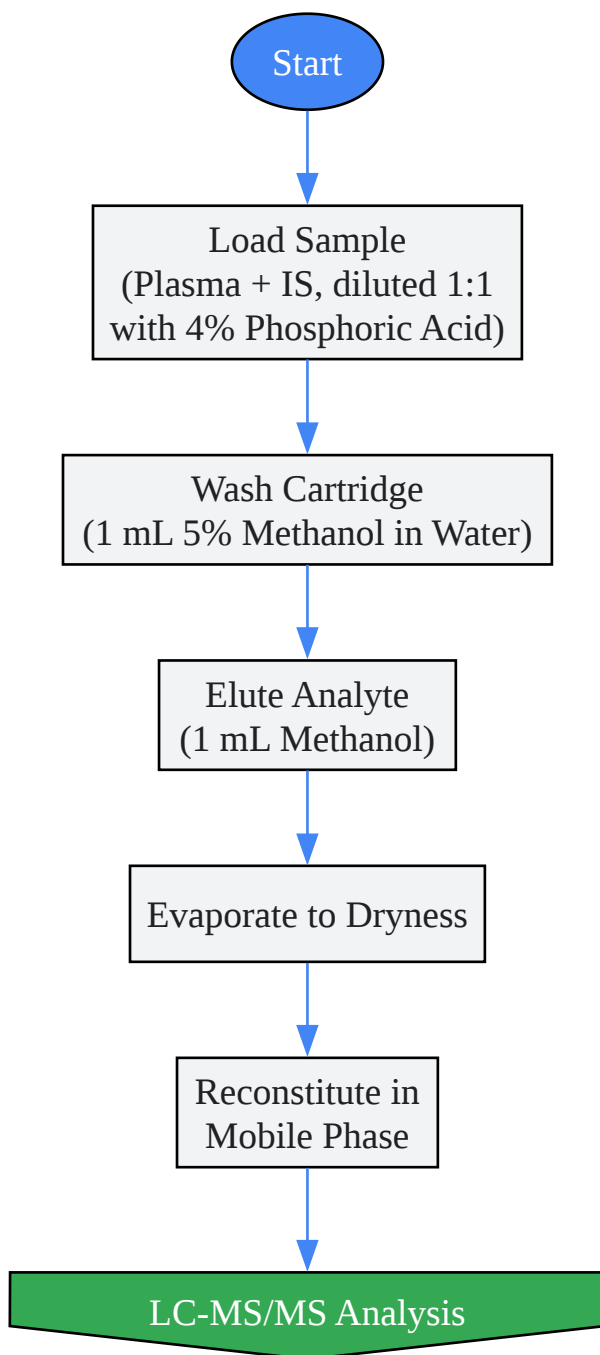 Start
Load Sample
(Plasma + IS, diluted 1:1
with 4% Phosphoric Acid)
Wash Cartridge
(1 mL 5% Methanol in Water)
Elute Analyte
(1 mL Methanol)
Evaporate to Dryness
Reconstitute in
Mobile Phase
LC-MS/MS Analysis